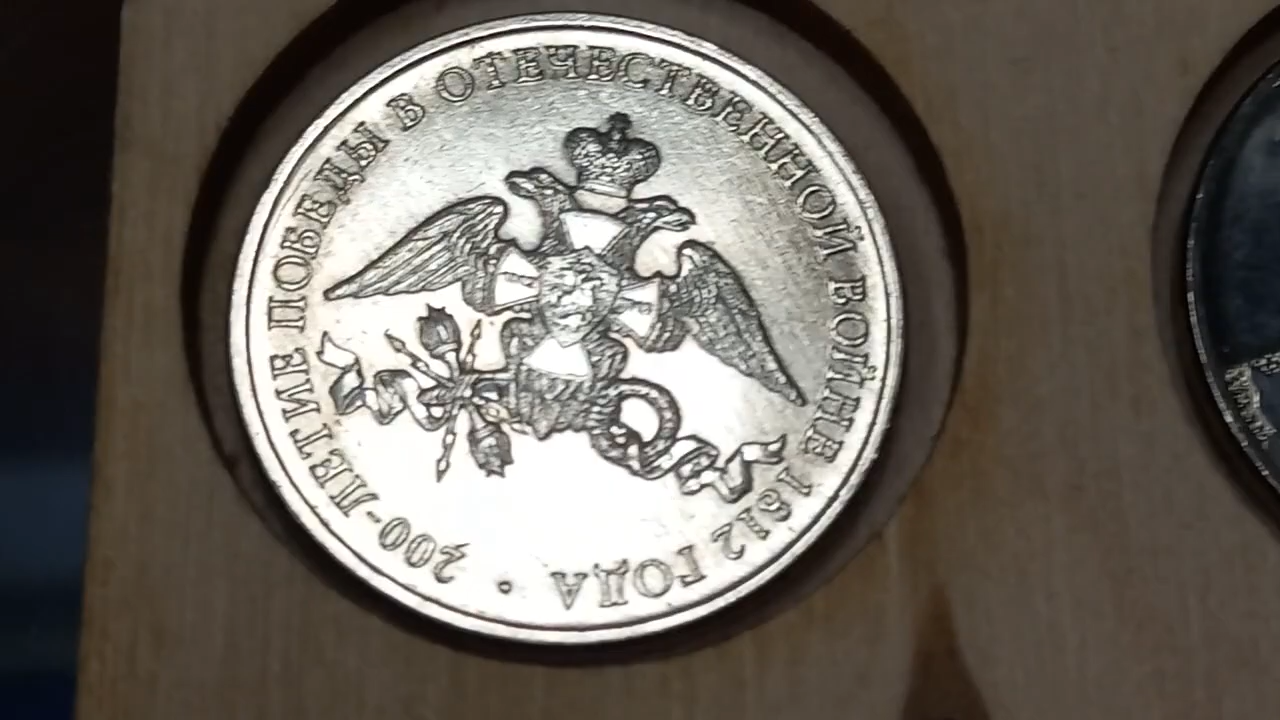 200-ЛЕТИЕ ПОБЕДЫ В ОТЕЧЕСТВЕННОЙ ВОЙНЕ 1812 ГОДА •